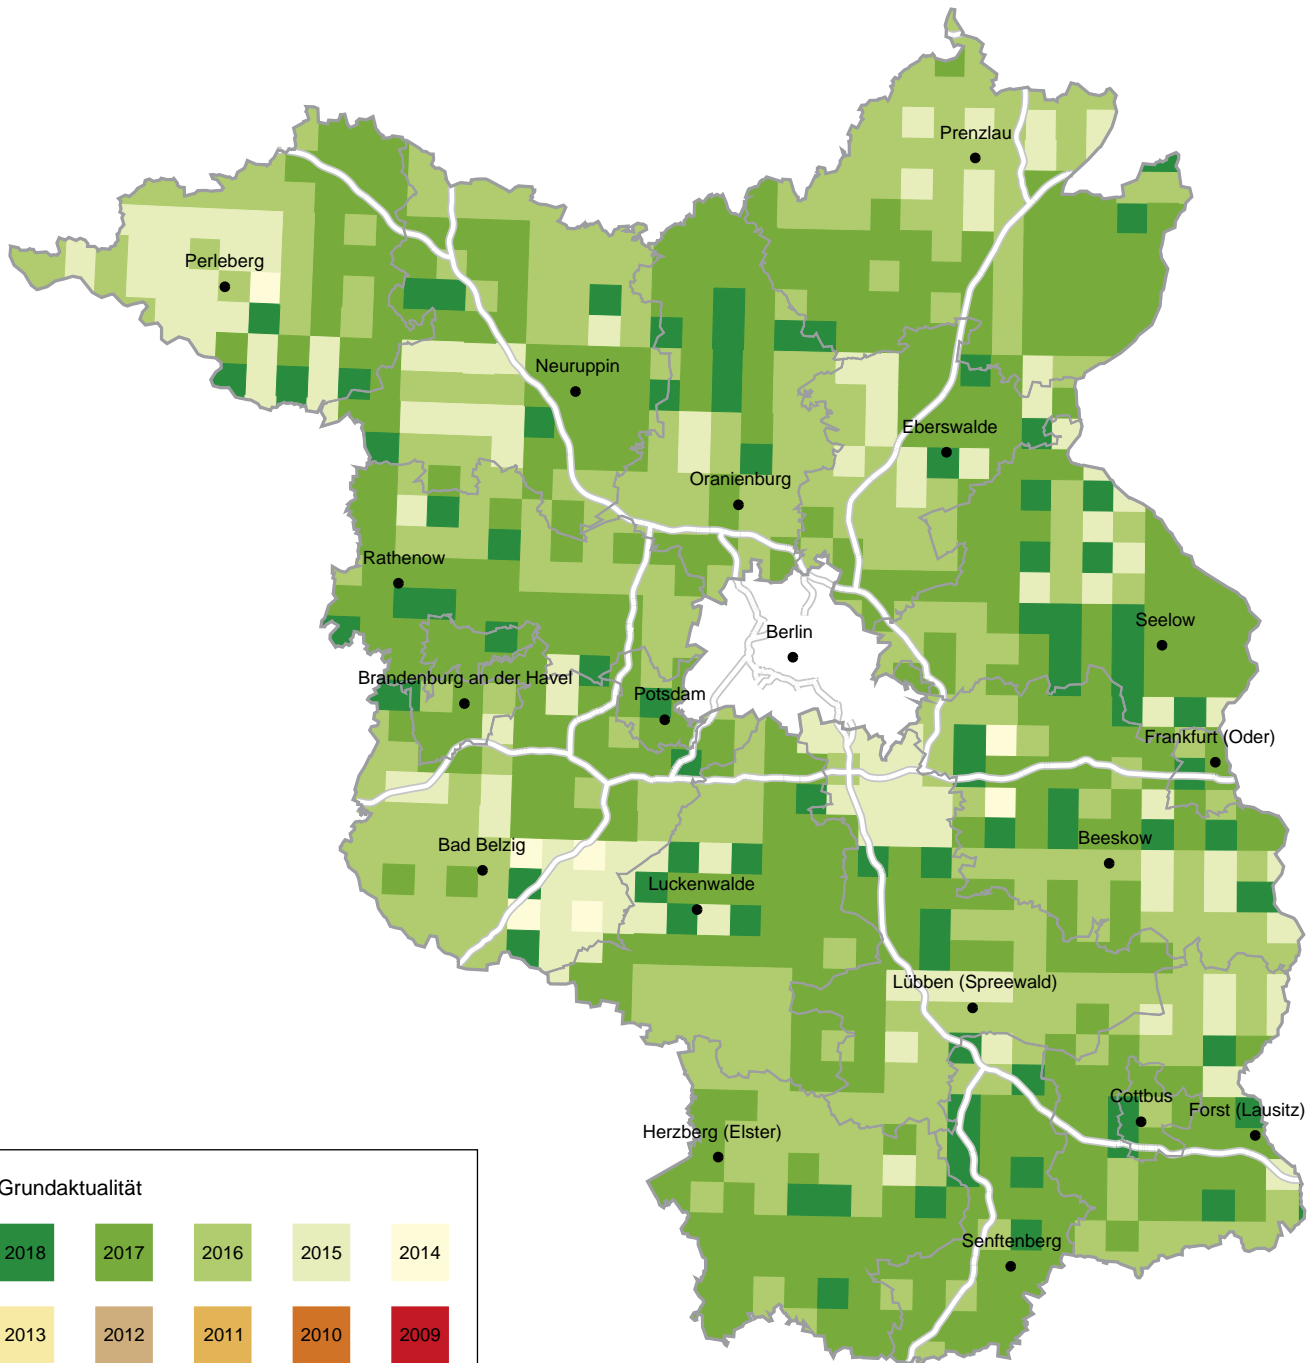 Prenzlau
Perleberg
Neuruppin
Eberswalde
Oranienburg
Rathenow
Seelow
Berlin
Brandenburg an der Havel
Potsdam
Frankfurt (Oder)
Beeskow
Bad Belzig
Luckenwalde
Lübben (Spreewald)
Cottbus
Forst (Lausitz)
Herzberg (Elster)
Senftenberg
Grundaktualität
2018 2017 2016 2015 2014
2013 2012 2011 2010 2009